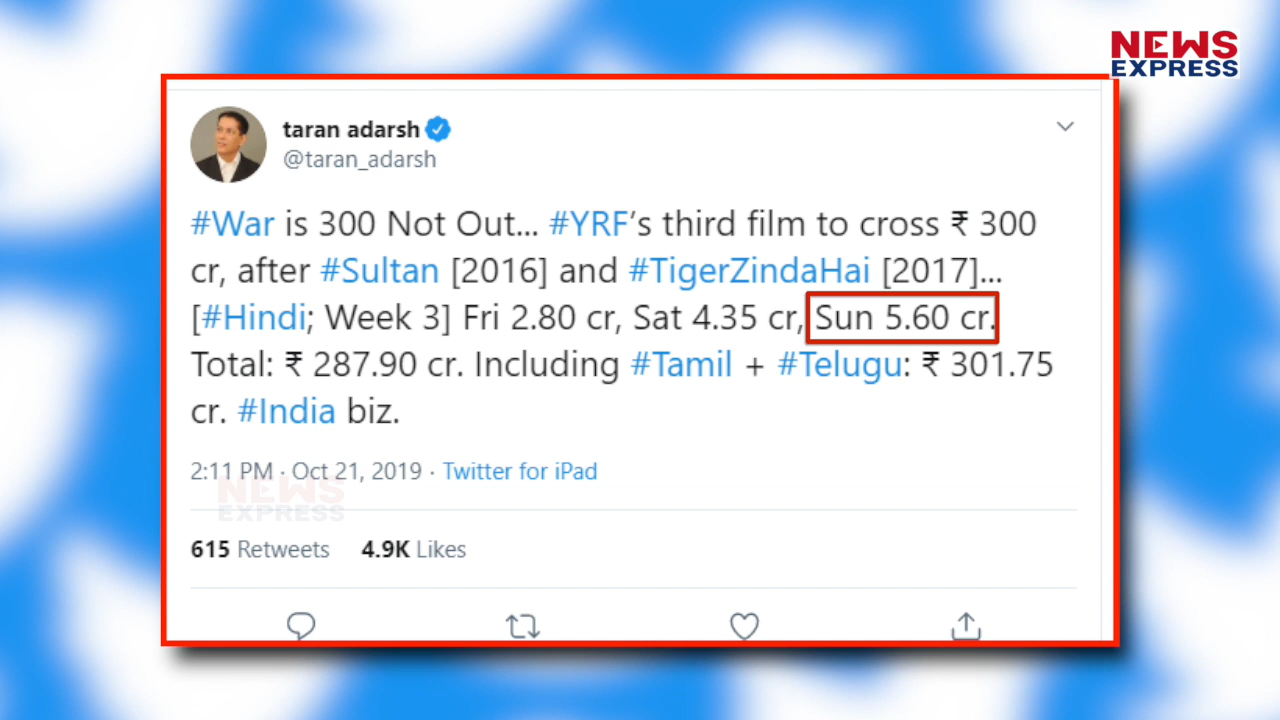 NEWS
EXPRESS
taran adarsh
@taran_adarsh
#War is 300 Not Out... #YRF’s third film to cross ₹ 300
cr, after #Sultan [2016] and #TigerZindaHai [2017]...
[#Hindi; Week 3] Fri 2.80 cr, Sat 4.35 cr, Sun 5.60 cr.
Total: ₹ 287.90 cr. Including #Tamil + #Telugu: ₹ 301.75
cr. #India biz.
2:11 PM · Oct 21, 2019 · Twitter for iPad
NEWS
EXPRESS
615 Retweets 4.9K Likes